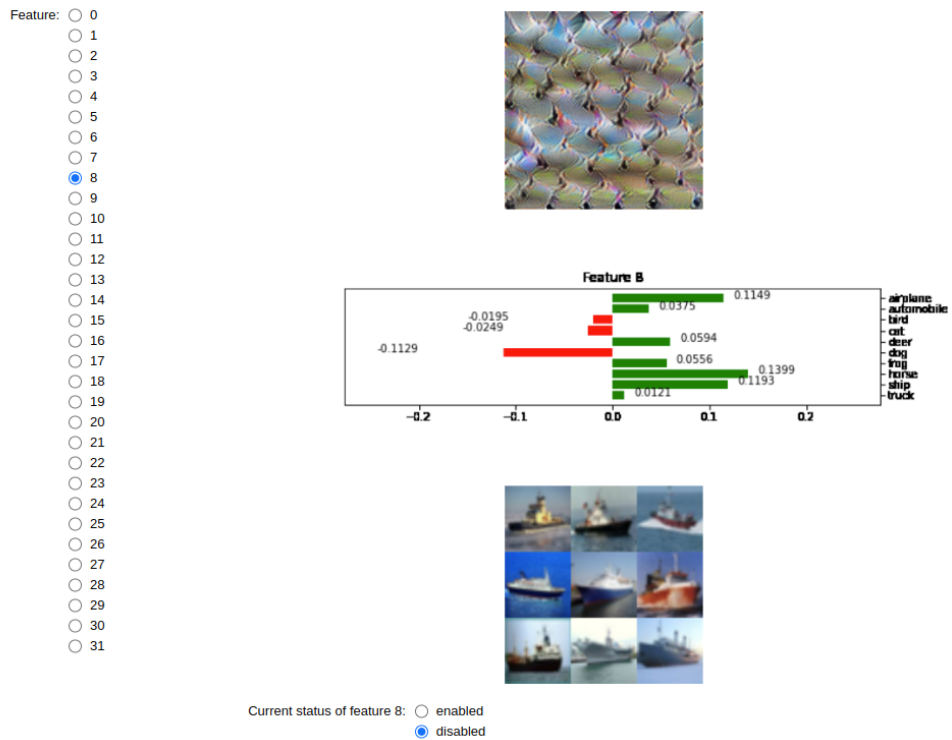 Feature:
0
1
2
3
4
5
6
7
8
9
10
11
12
13
14
15
16
17
18
19
20
21
22
23
24
25
26
27
28
29
30
31
Feature 8
0.1149 airplane
0.0375 automobile
-0.0195 bird
-0.0249 cat
0.0594 deer
-0.1129 dog
0.0556 frog
0.1399 horse
0.1193 ship
0.0121 truck
-0.2 -0.1 0.0 0.1 0.2
Current status of feature 8: enabled
disabled